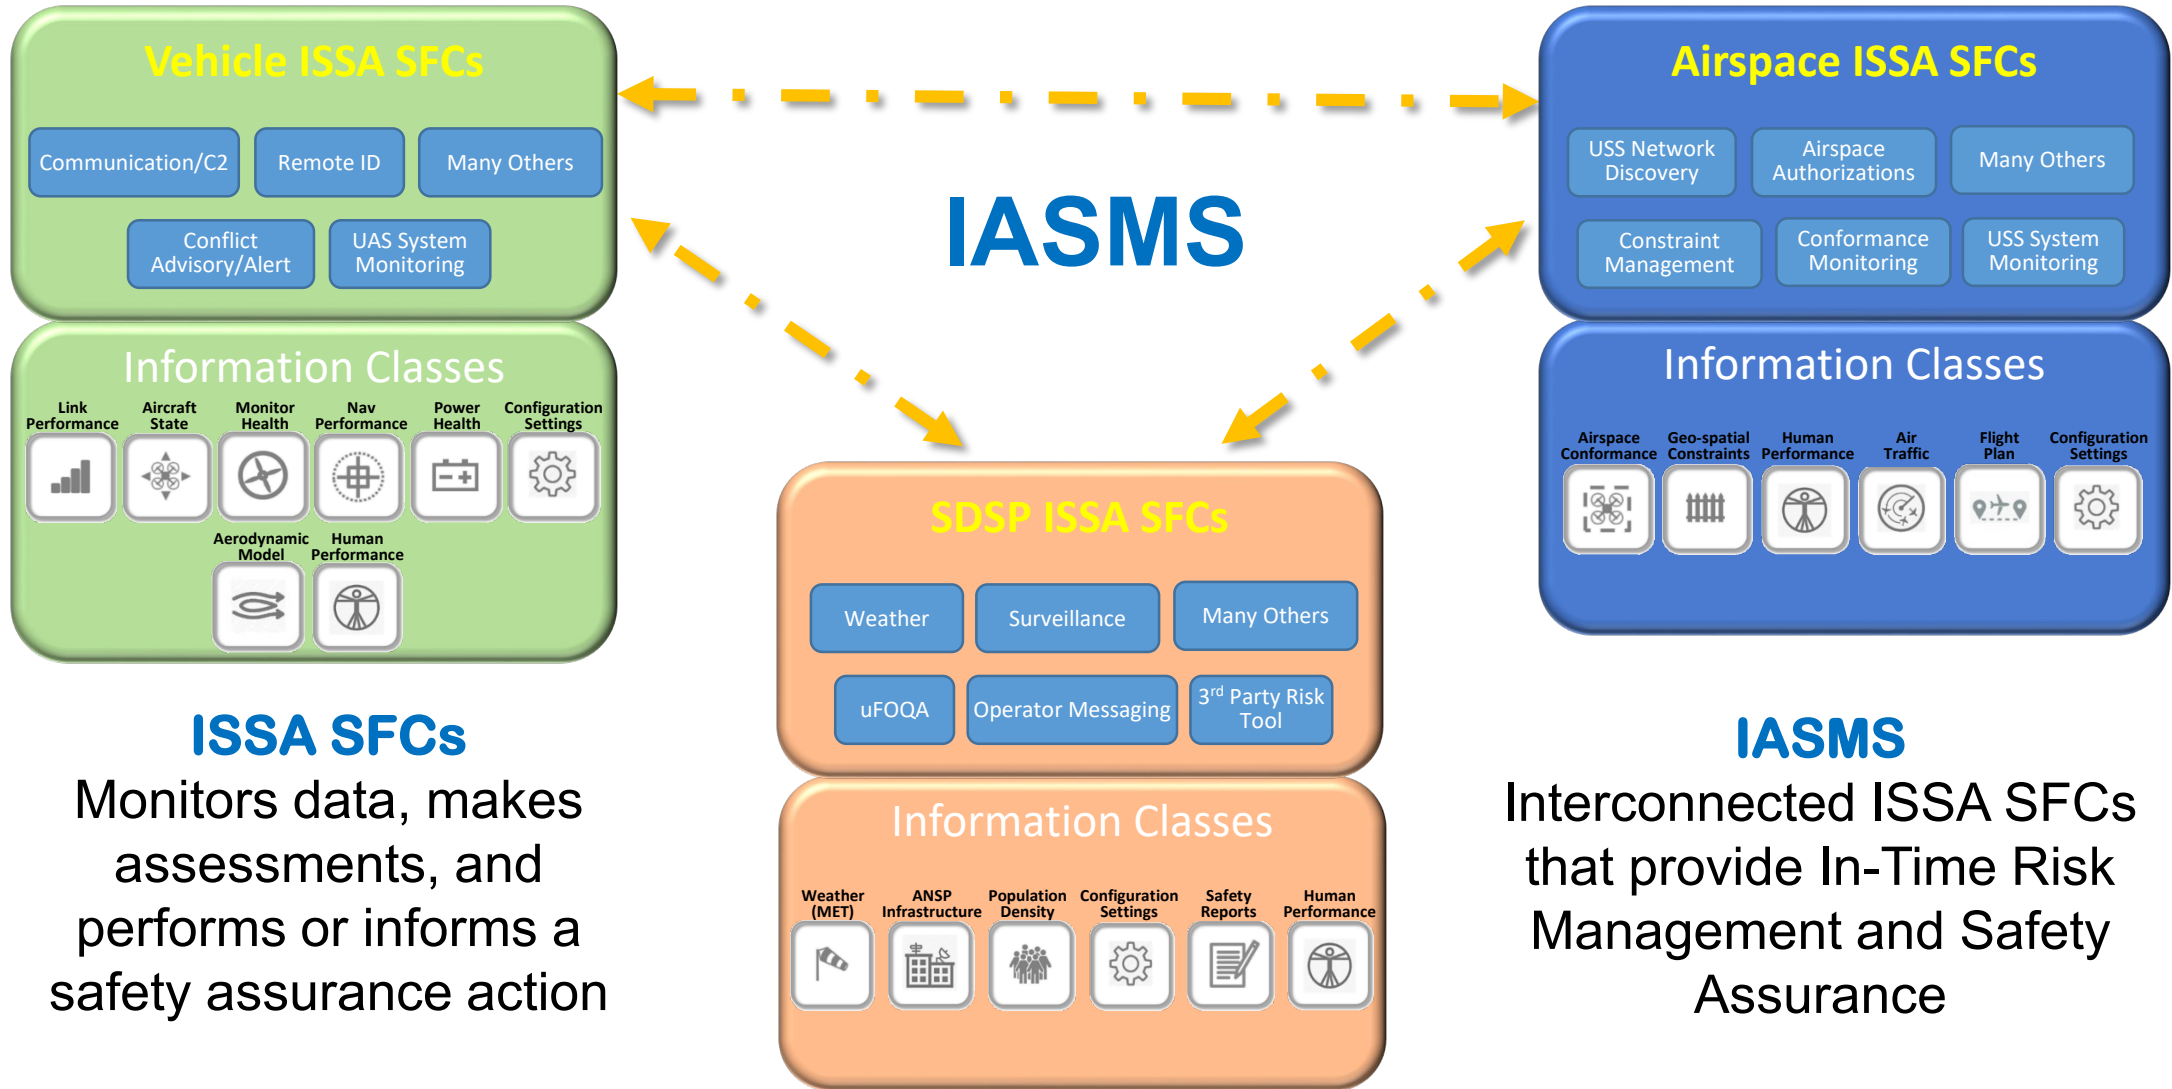 Vehicle ISSA SFCs
Communication/C2
Remote ID
Many Others
Conflict
Advisory/Alert
UAS System
Monitoring
Information Classes
Link
Performance
Aircraft
State
Monitor
Health
Nav
Performance
Power
Health
Configuration
Settings
Aerodynamic
Model
Human
Performance
IASMS
Airspace ISSA SFCs
USS Network
Discovery
Airspace
Authorizations
Many Others
Constraint
Management
Conformance
Monitoring
USS System
Monitoring
Information Classes
Airspace
Conformance
Geo-spatial
Constraints
Human
Performance
Air
Traffic
Flight
Plan
Configuration
Settings
SDSP ISSA SFCs
Weather
Surveillance
Many Others
uFOQA
Operator Messaging
3rd Party Risk
Tool
Information Classes
Weather
(MET)
ANSP
Infrastructure
Population
Density
Configuration
Settings
Safety
Reports
Human
Performance
ISSA SFCs
Monitors data, makes
assessments, and
performs or informs a
safety assurance action
IASMS
Interconnected ISSA SFCs
that provide In-Time Risk
Management and Safety
Assurance